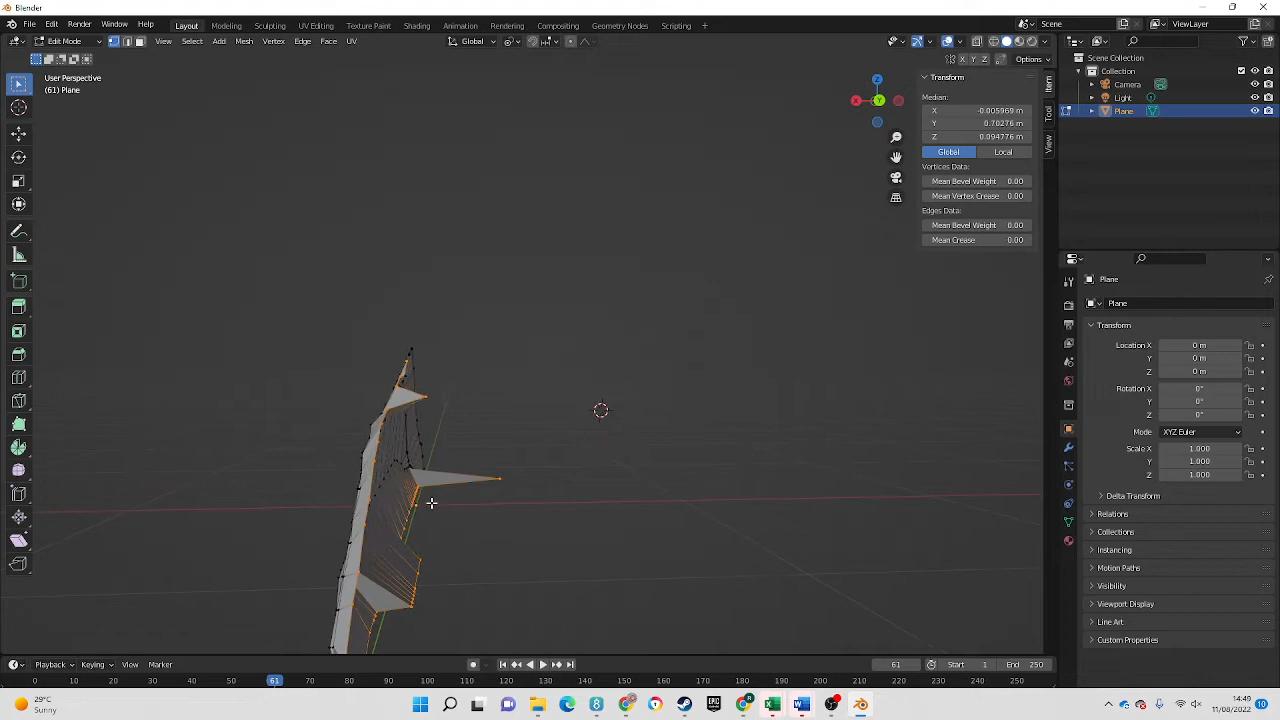 Blender
File Edit Render Window Help Layout Modeling Sculpting UV Editing Texture Paint Shading Animation Rendering Compositing Geometry Nodes Scripting + Scene ViewLayer
Edit Mode View Select Add Mesh Vertex Edge Face UV Global
X Y Z Options
User Perspective
(61) Plane
Z
X Y
Transform
Median:
X -0.005969 m
Y 0.70276 m
Z 0.094776 m
Global Local
Vertices Data:
Mean Bevel Weight 0.00
Mean Vertex Crease 0.00
Edges Data:
Mean Bevel Weight 0.00
Mean Crease 0.00
Item
Tool
View
Scene Collection
Collection
Camera
Light
Plane
Plane
Plane
Transform
Location X 0 m
Y 0 m
Z 0 m
Rotation X 0°
Y 0°
Z 0°
Mode XYZ Euler
Scale X 1.000
Y 1.000
Z 1.000
Delta Transform
Relations
Collections
Instancing
Motion Paths
Visibility
Viewport Display
Line Art
Custom Properties
Playback Keying View Marker 61 Start 1 End 250
0 10 20 30 40 50 61 70 80 90 100 110 120 130 140 150 160 170 180 190 200 210 220 230 240 250
29°C
Sunny
14:49
11/08/2022